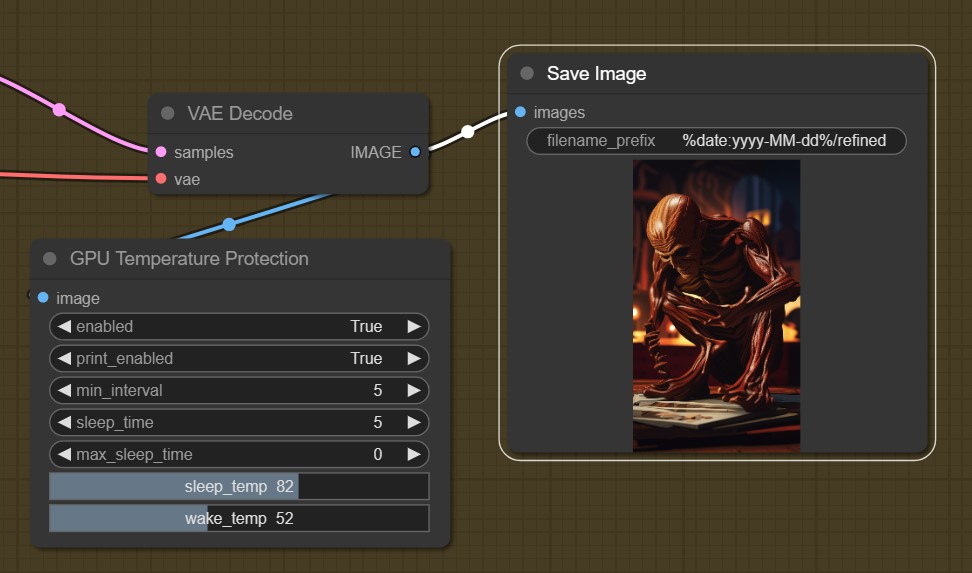 Save Image
images
filename_prefix %date:yyyy-MM-dd%/refined
VAE Decode
samples IMAGE
vae
GPU Temperature Protection
image
enabled True
print_enabled True
min_interval 5
sleep_time 5
max_sleep_time 0
sleep_temp 82
wake_temp 52